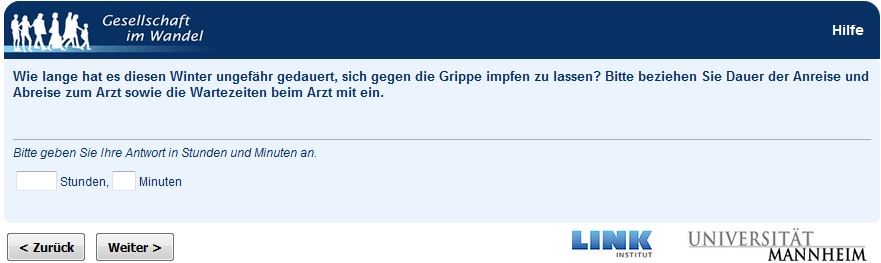 Gesellschaft
im Wandel
Hilfe
Wie lange hat es diesen Winter ungefähr gedauert, sich gegen die Grippe impfen zu lassen? Bitte beziehen Sie Dauer der Anreise und
Abreise zum Arzt sowie die Wartezeiten beim Arzt mit ein.
Bitte geben Sie Ihre Antwort in Stunden und Minuten an.
Stunden, Minuten
< Zurück Weiter >
LINK
INSTITUT
UNIVERSITÄT
MANNHEIM